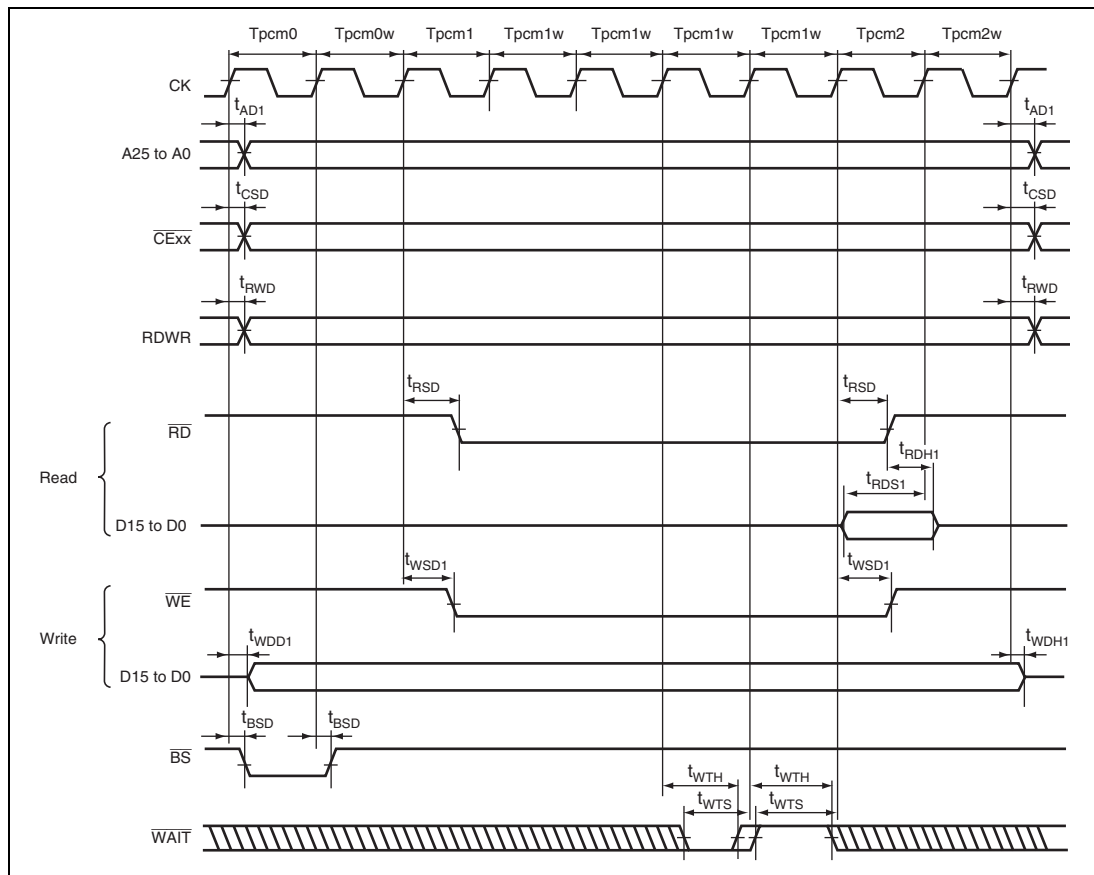 Tpcm0 Tpcm0w Tpcm1 Tpcm1w Tpcm1w Tpcm1w Tpcm1w Tpcm2 Tpcm2w
CK
tAD1 tAD1
A25 to A0
tCSD tCSD
CExx
tRWD tRWD
RDWR
tRSD tRSD
RD
tRDH1
Read
tRDS1
D15 to D0
tWSD1 tWSD1
WE
Write
tWDD1 tWDH1
D15 to D0
tBSD tBSD
BS
tWTH tWTH
tWTS tWTS
WAIT